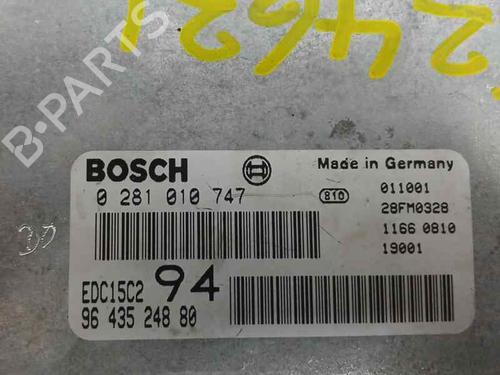 2462
B-PARTS
BOSCH
Made in Germany
0 281 010 747
810
011001
28FM0328
1166 0810
19001
EDC15C2 94
96 435 248 80